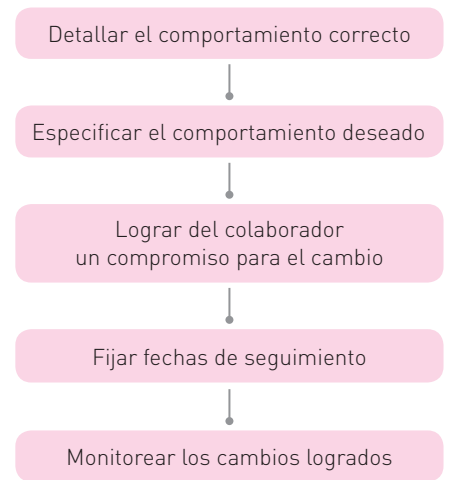 Detallar el comportamiento correcto
Especificar el comportamiento deseado
Lograr del colaborador
un compromiso para el cambio
Fijar fechas de seguimiento
Monitorear los cambios logrados